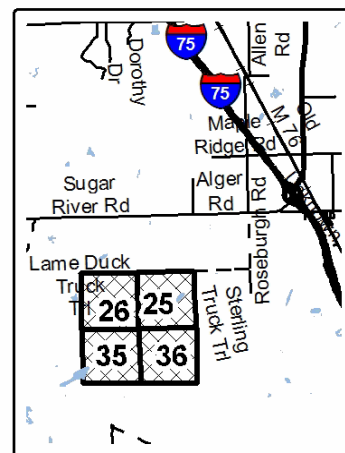 75
75
Dorothy
Dr
Allen
Rd
Old
M 76
Maple
Ridge Rd
Sugar
River Rd
Alger
Rd
Roseburgh Rd
Lame Duck
Truck
Trl
Sterling
Truck Trl
26
25
35
36